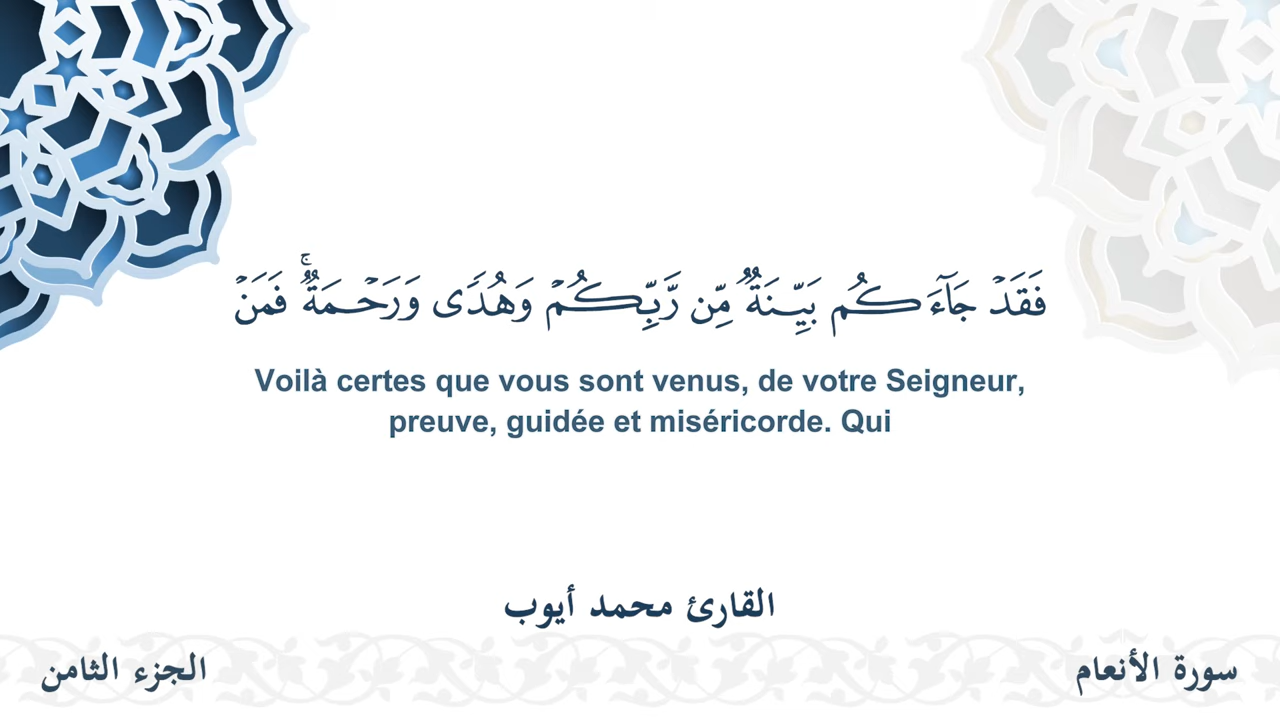 فَقَدۡ جَآءَكُم بَيِّنَةٞ مِّن رَّبِّكُمۡ وَهُدٗى وَرَحۡمَةٞۚ فَمَنۡ
Voilà certes que vous sont venus, de votre Seigneur,
preuve, guidée et miséricorde. Qui
القارئ محمد أيوب
سورة الأنعام
الجزء الثامن